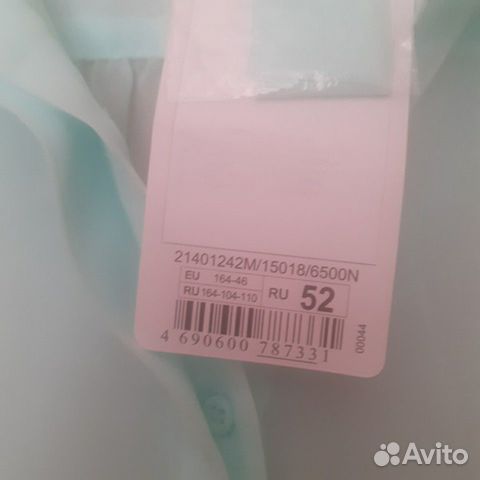 21401242M/15018/6500N
EU 164-46
RU 164-104-110
RU 52
4 690600 787331
00044
Avito